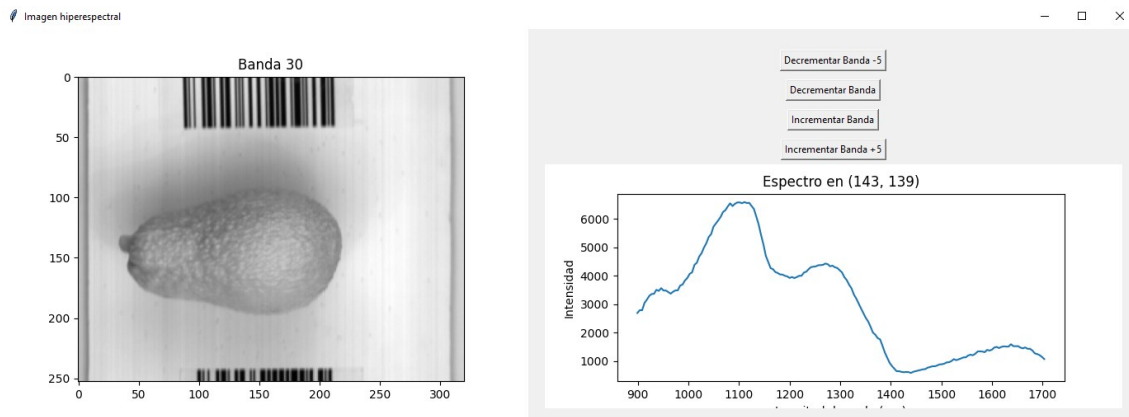 Imagen hiperespectral
Banda 30
0
50
100
150
200
250
0 50 100 150 200 250 300
Decrementar Banda -5
Decrementar Banda
Incrementar Banda
Incrementar Banda +5
Espectro en (143, 139)
Intensidad
6000
5000
4000
3000
2000
1000
900 1000 1100 1200 1300 1400 1500 1600 1700